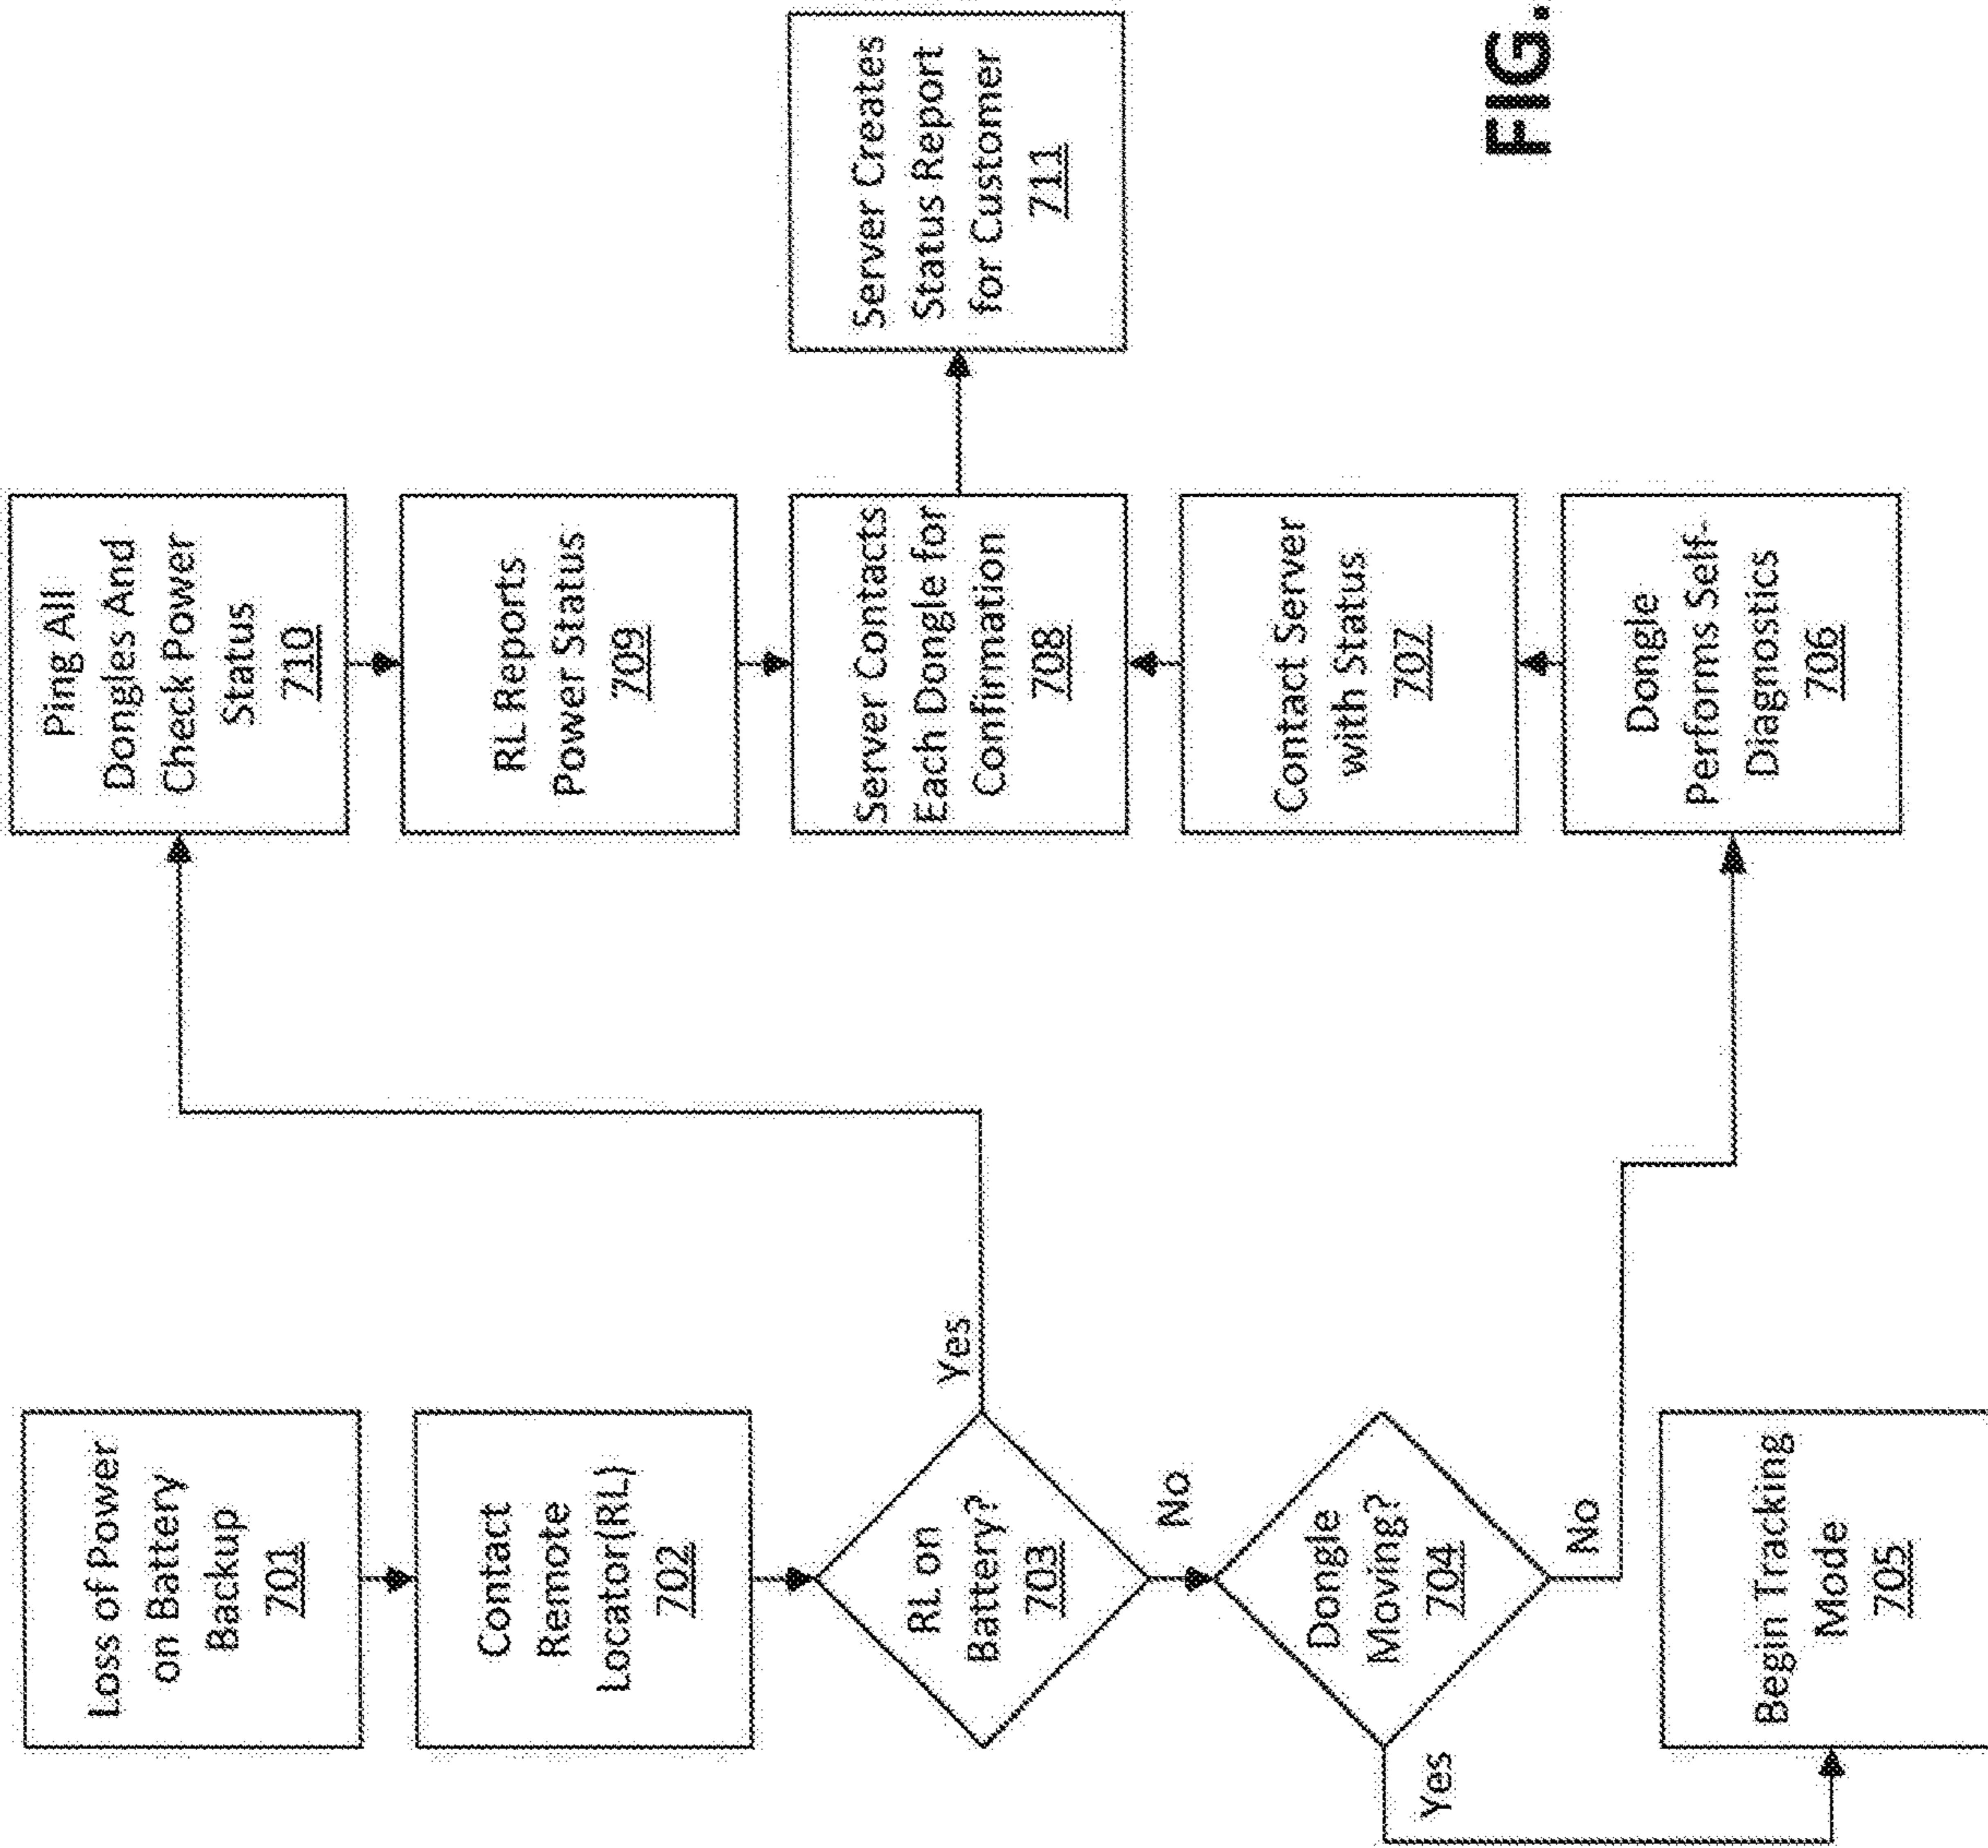 Loss of Power
on Battery
Backup
701
Contact
Remote
Locator(RL)
702
RL on
Battery?
703
Yes
No
Dongle
Moving?
704
Yes
No
Begin Tracking
Mode
705
Ping All
Dongles And
Check Power
Status
710
RL Reports
Power Status
709
Server Contacts
Each Dongle for
Confirmation
708
Contact Server
with Status
707
Dongle
Performs Self-
Diagnostics
706
Server Creates
Status Report
for Customer
711
FIG.